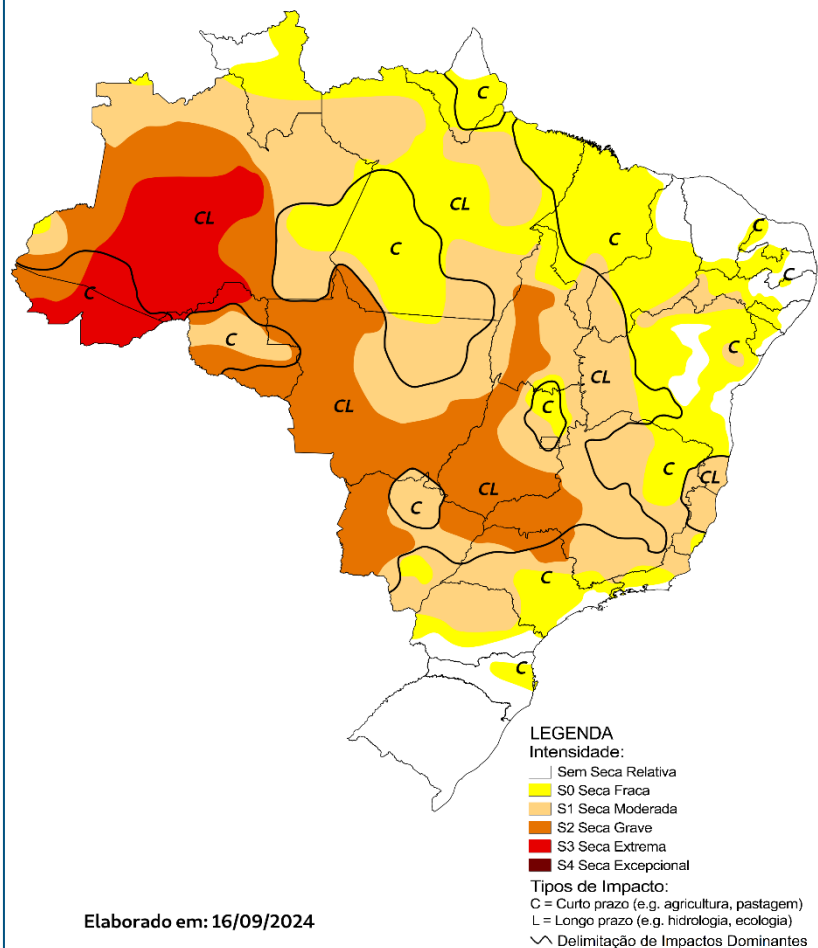 C
C
CL
CL
C
C
C
C
C
C
CL
CL
C
C
CL
CL
C
C
C
LEGENDA
Intensidade:
Sem Seca Relativa
S0 Seca Fraca
S1 Seca Moderada
S2 Seca Grave
S3 Seca Extrema
S4 Seca Excepcional
Tipos de Impacto:
C = Curto prazo (e.g. agricultura, pastagem)
L = Longo prazo (e.g. hidrologia, ecologia)
Delimitação de Impactos Dominantes
Elaborado em: 16/09/2024